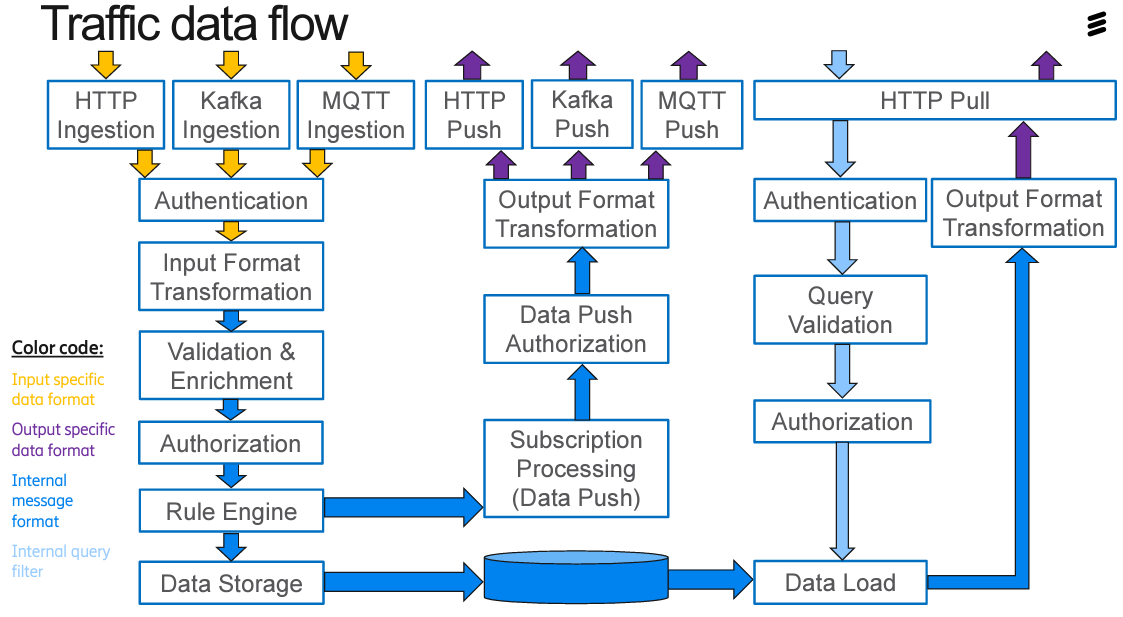 Traffic data flow
HTTP
Ingestion
Kafka
Ingestion
MQTT
Ingestion
HTTP
Push
Kafka
Push
MQTT
Push
HTTP Pull
Authentication
Input Format
Transformation
Validation &
Enrichment
Authorization
Rule Engine
Data Storage
Output Format
Transformation
Data Push
Authorization
Subscription
Processing
(Data Push)
Authentication
Query
Validation
Authorization
Data Load
Output Format
Transformation
Color code:
Input specific
data format
Output specific
data format
Internal
message
format
Internal query
filter